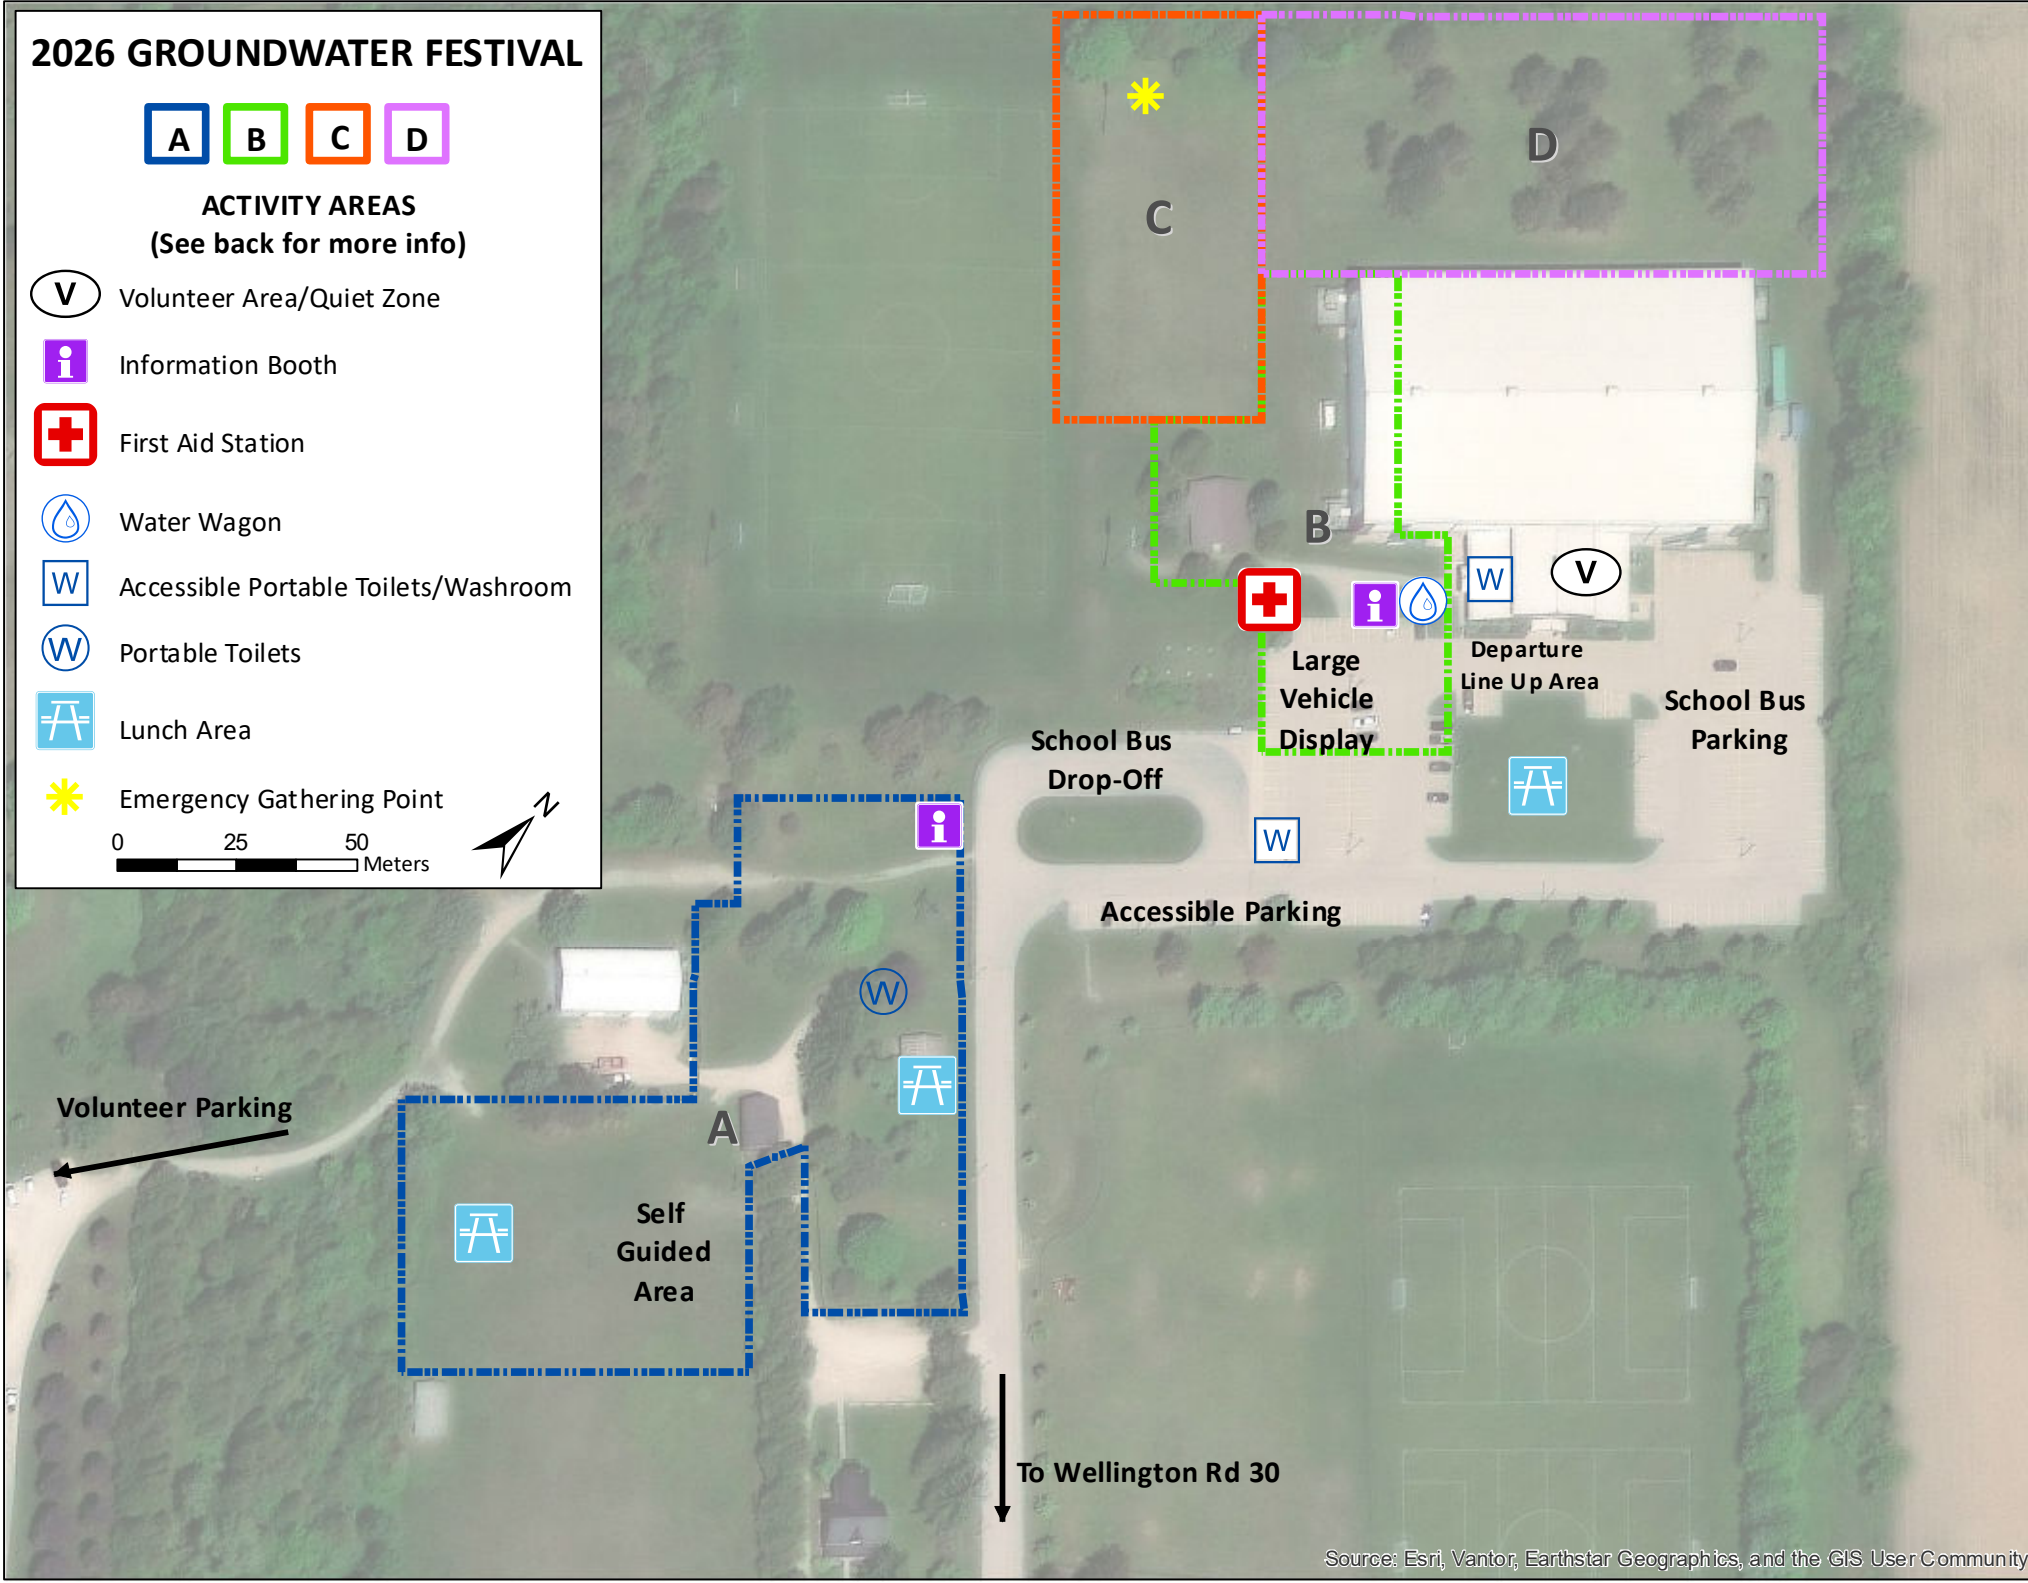 2026 GROUNDWATER FESTIVAL
A B C D
ACTIVITY AREAS
(See back for more info)
V Volunteer Area/Quiet Zone
i Information Booth
First Aid Station
Water Wagon
W Accessible Portable Toilets/Washroom
W Portable Toilets
Lunch Area
Emergency Gathering Point
N
0 25 50
Meters
C
D
B
W
V
i
Large
Vehicle
Display
Departure
Line Up Area
School Bus
Parking
School Bus
Drop-Off
i
W
Accessible Parking
W
Volunteer Parking
A
Self
Guided
Area
To Wellington Rd 30
Source: Esri, Vantor, Earthstar Geographics, and the GIS User Community